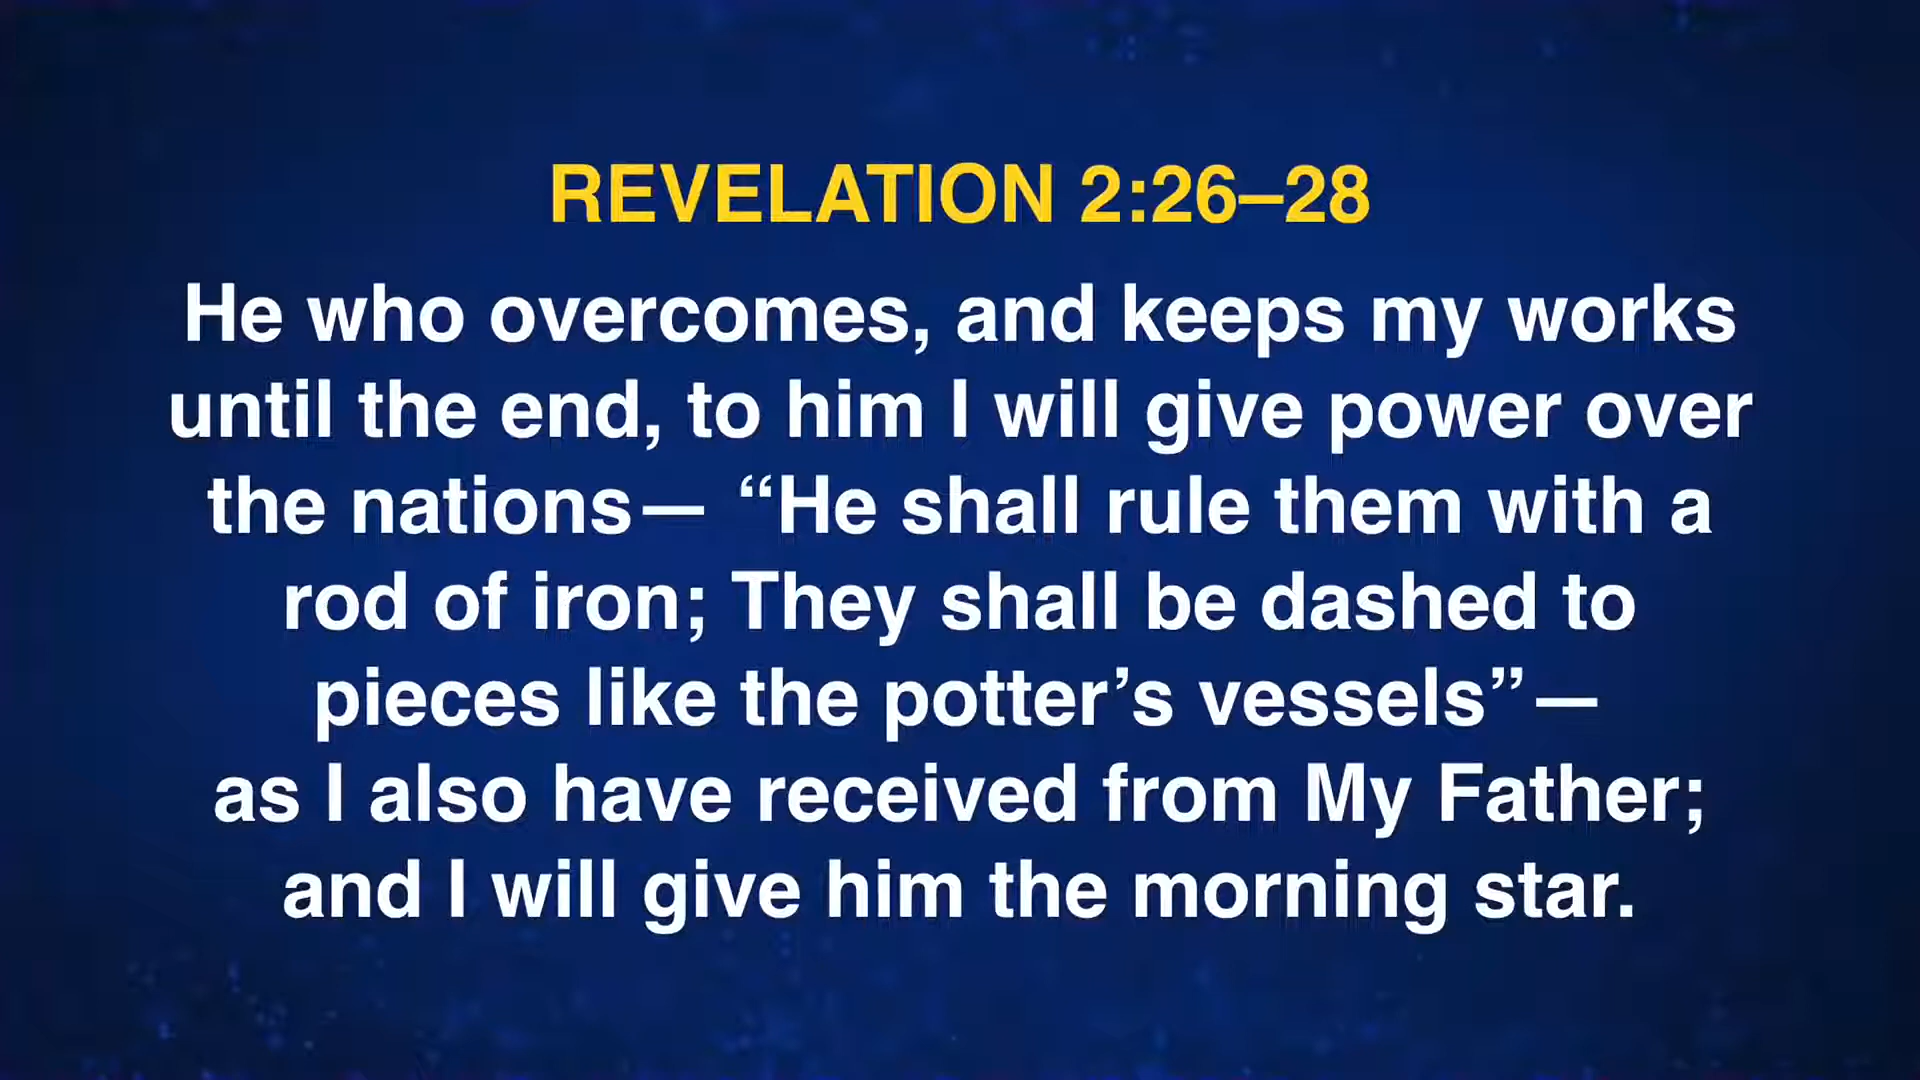 REVELATION 2:26–28
He who overcomes, and keeps my works
until the end, to him I will give power over
the nations— “He shall rule them with a
rod of iron; They shall be dashed to
pieces like the potter’s vessels”—
as I also have received from My Father;
and I will give him the morning star.